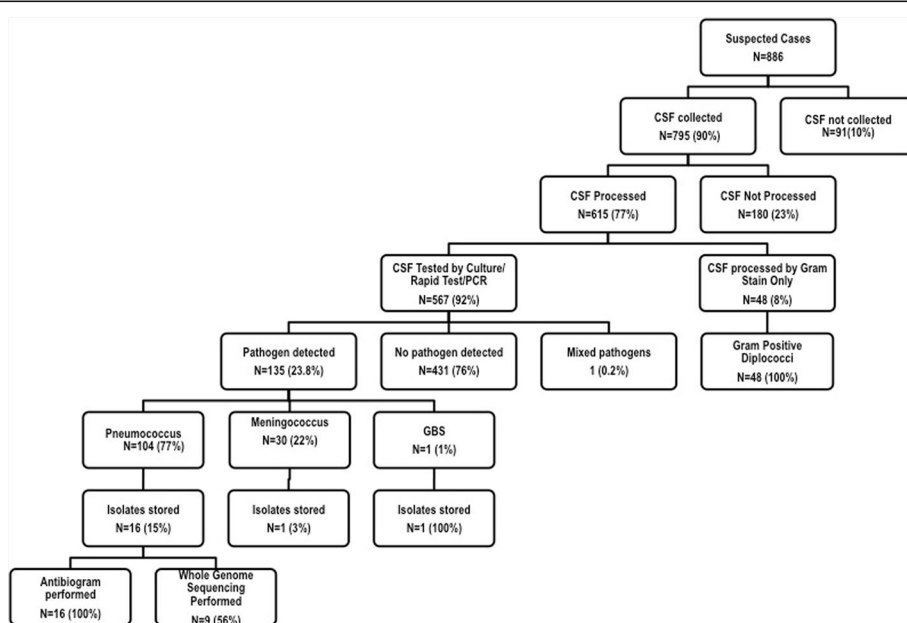 Suspected Cases
N=886
CSF collected
N=795 (90%)
CSF not collected
N=91(10%)
CSF Processed
N=615 (77%)
CSF Not Processed
N=180 (23%)
CSF Tested by Culture/
Rapid Test/PCR
N=567 (92%)
CSF processed by Gram
Stain Only
N=48 (8%)
Pathogen detected
N=135 (23.8%)
No pathogen detected
N=431 (76%)
Mixed pathogens
1 (0.2%)
Gram Positive
Diplococci
N=48 (100%)
Pneumococcus
N=104 (77%)
Meningococcus
N=30 (22%)
GBS
N=1 (1%)
Isolates stored
N=16 (15%)
Isolates stored
N=1 (3%)
Isolates stored
N=1 (100%)
Antibiogram
performed
N=16 (100%)
Whole Genome
Sequencing
Performed
N=9 (56%)